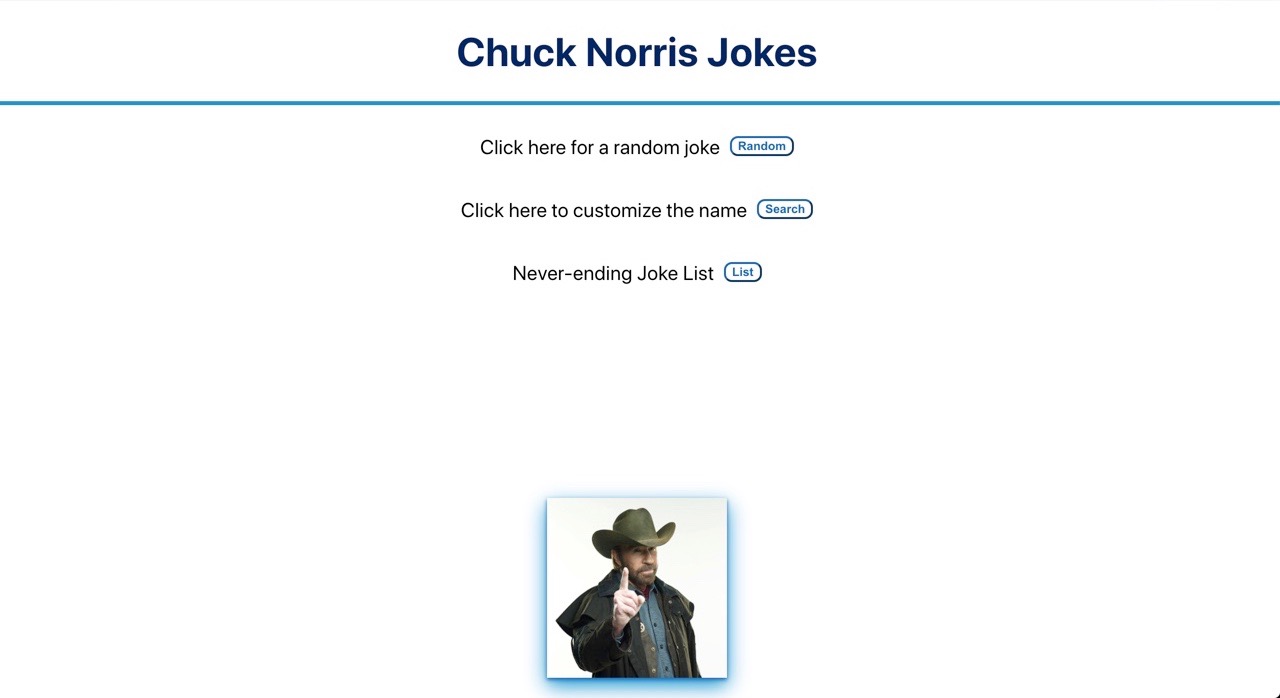 Chuck Norris Jokes
Click here for a random joke Random
Click here to customize the name Search
Never-ending Joke List List